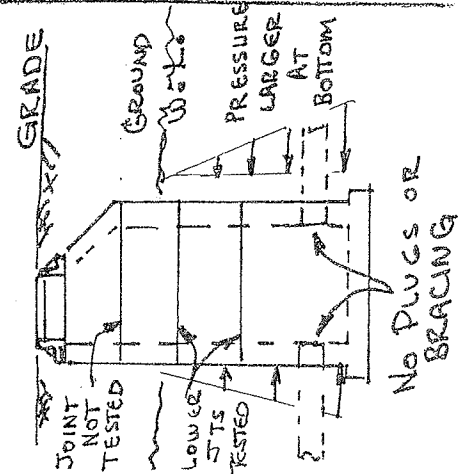 GRADE
GROUND
Water
PRESSURE
LARGER
AT
BOTTOM
JOINT
NOT
TESTED
LOWER
JTS
TESTED
NO PLUGS OR
BRACING